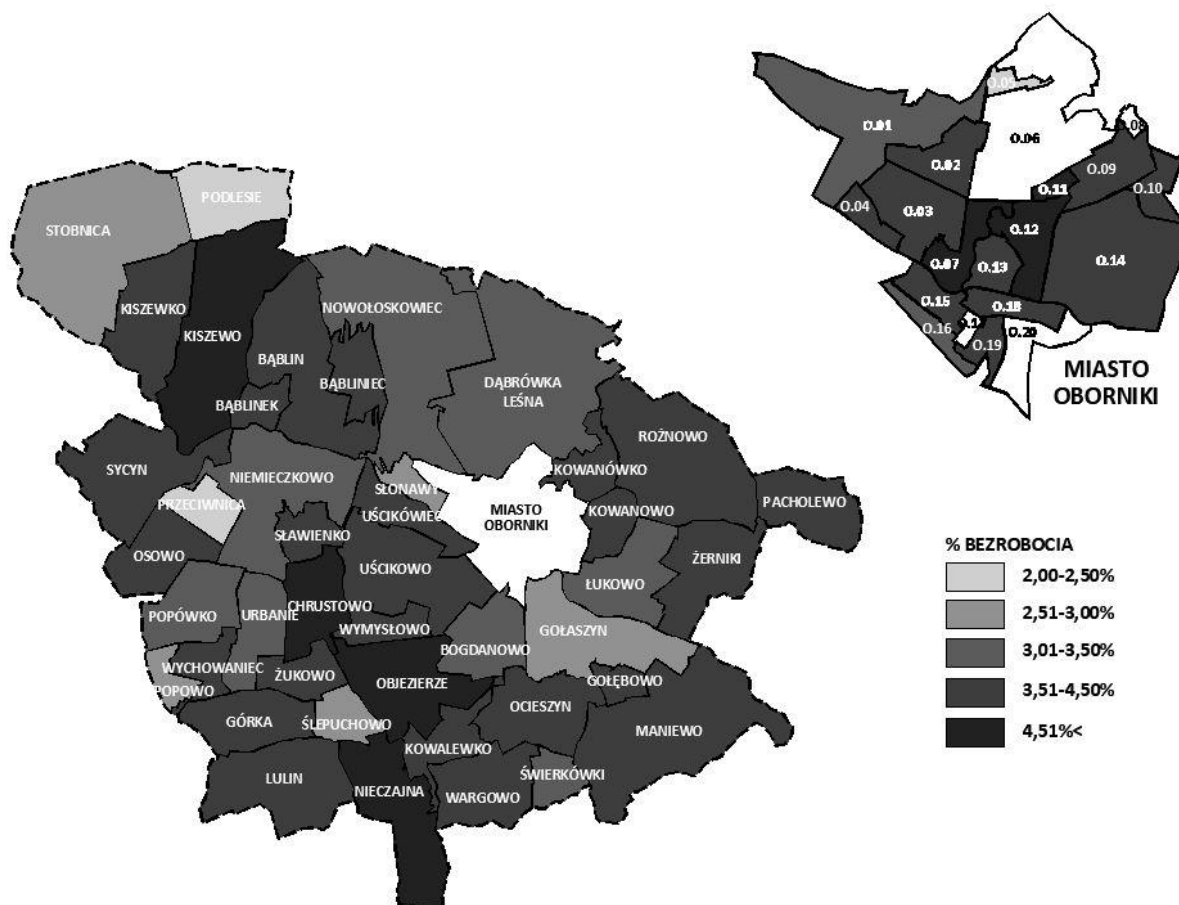 O.05
O.08
O.01
O.06
O.02
O.09
O.11
O.10
O.04
O.03
O.12
O.07
O.13
O.14
O.15
O.18
O.16
O.1
O.20
O.19
MIASTO
OBORNIKI
PODLESIE
STOBNICA
KISZEWKO
NOWOŁOSKOWIEC
KISZEWO
BĄBLIN
BĄBLINIEC
DĄBRÓWKA
LEŚNA
BĄBLINEK
ROŻNOWO
SYCYN
NIEMIECZKOWO
KOWANÓWKO
SŁONAWY
PRZECIWNICA
MIASTO
OBORNIKI
KOWANOWO
PACHOLEWO
UŚCIKÓWIEC
SŁAWIENKO
OSOWO
UŚCIKOWO
ŻERNIKI
ŁUKOWO
POPÓWKO
URBANIE
CHRUSTOWO
WYMYSŁOWO
GOŁASZYN
BOGDANOWO
WYCHOWANIEC
ŻUKOWO
OBJEZIERZE
GOŁĘBOWO
POPOWO
GÓRKA
ŚLEPUCHOWO
OCIESZYN
MANIEWO
KOWALEWKO
LULIN
NIECZAJNA
WARGOWO
ŚWIERKÓWKI
% BEZROBOCIA
2,00-2,50%
2,51-3,00%
3,01-3,50%
3,51-4,50%
4,51%<